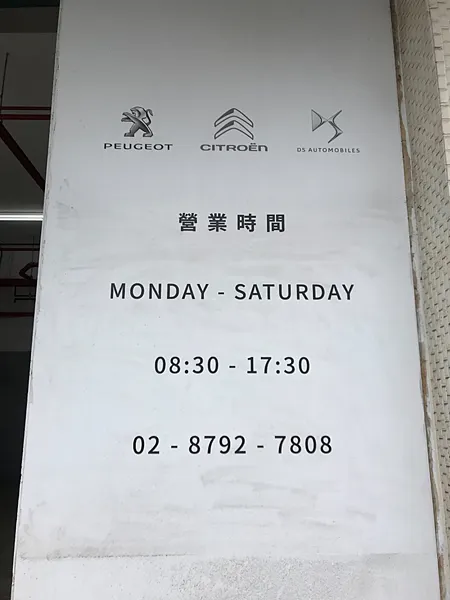 PEUGEOT CITROËN DS AUTOMOBILES
營業時間
MONDAY - SATURDAY
08:30 - 17:30
02 - 8792 - 7808